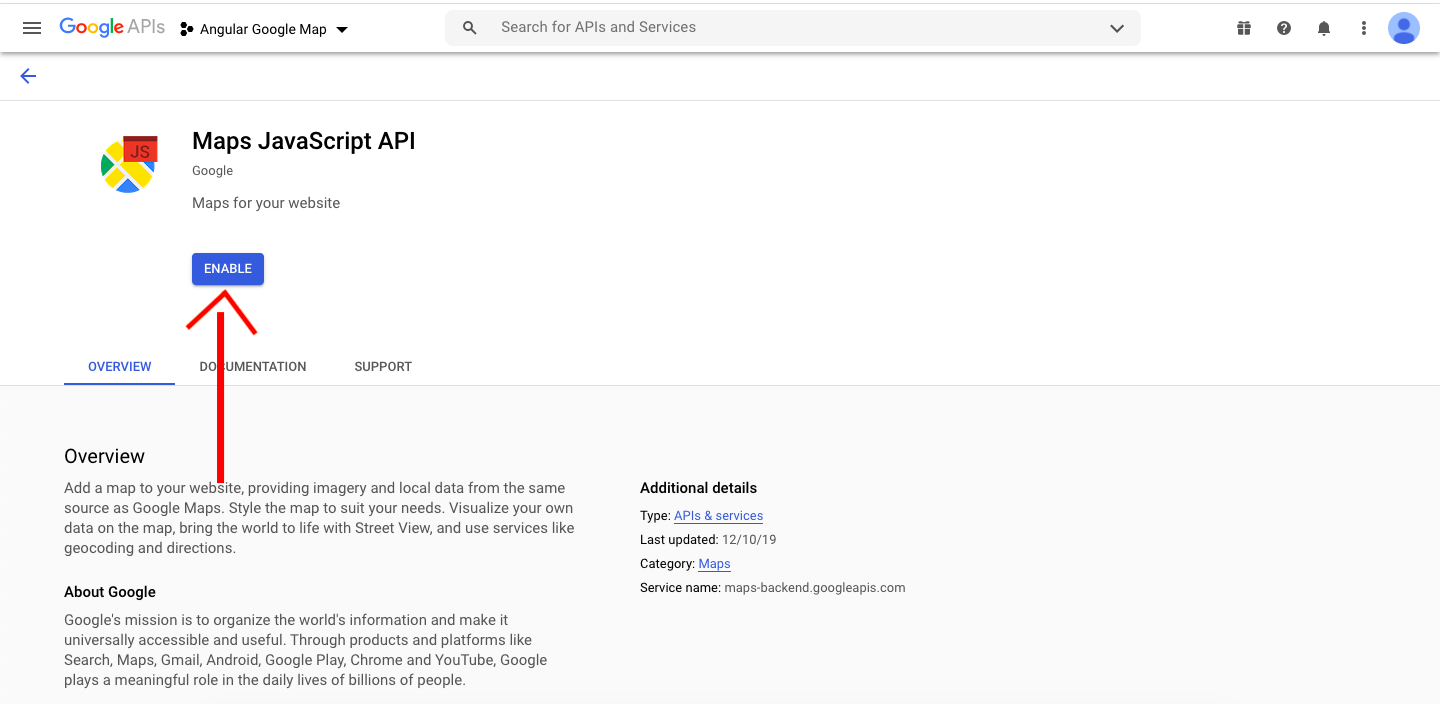 Google APIs Angular Google Map Search for APIs and Services
JS
Maps JavaScript API
Google
Maps for your website
ENABLE
OVERVIEW DOCUMENTATION SUPPORT
Overview
Add a map to your website, providing imagery and local data from the same
source as Google Maps. Style the map to suit your needs. Visualize your own
data on the map, bring the world to life with Street View, and use services like
geocoding and directions.
About Google
Google's mission is to organize the world's information and make it
universally accessible and useful. Through products and platforms like
Search, Maps, Gmail, Android, Google Play, Chrome and YouTube, Google
plays a meaningful role in the daily lives of billions of people.
Additional details
Type: APIs & services
Last updated: 12/10/19
Category: Maps
Service name: maps-backend.googleapis.com